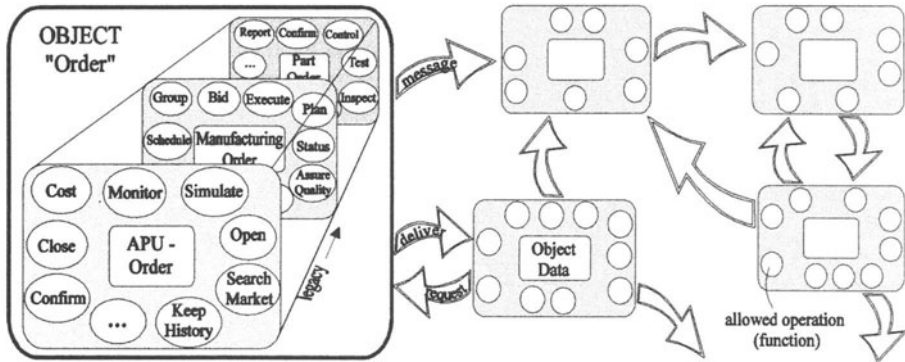 OBJECT
"Order"
Report
Confirm
Control
...
Part
Order
Test
Inspect
Group
Bid
Execute
Plan
Schedule
Manufacturing
Order
Status
Assure
Quality
Cost
Monitor
Simulate
Close
APU -
Order
Open
Confirm
...
Keep
History
Search
Market
legacy
message
deliver
request
Object
Data
allowed operation
(function)